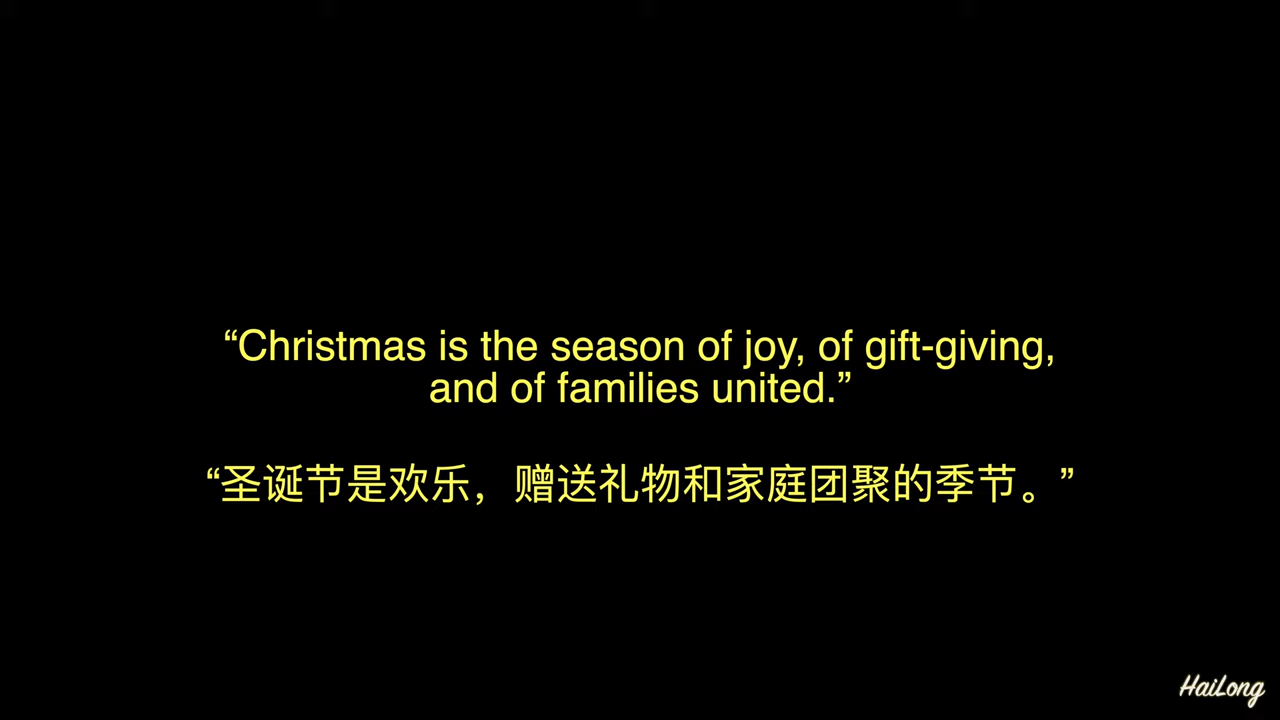 “Christmas is the season of joy, of gift-giving,
and of families united.”
“圣诞节是欢乐，赠送礼物和家庭团聚的季节。”
HaiLong